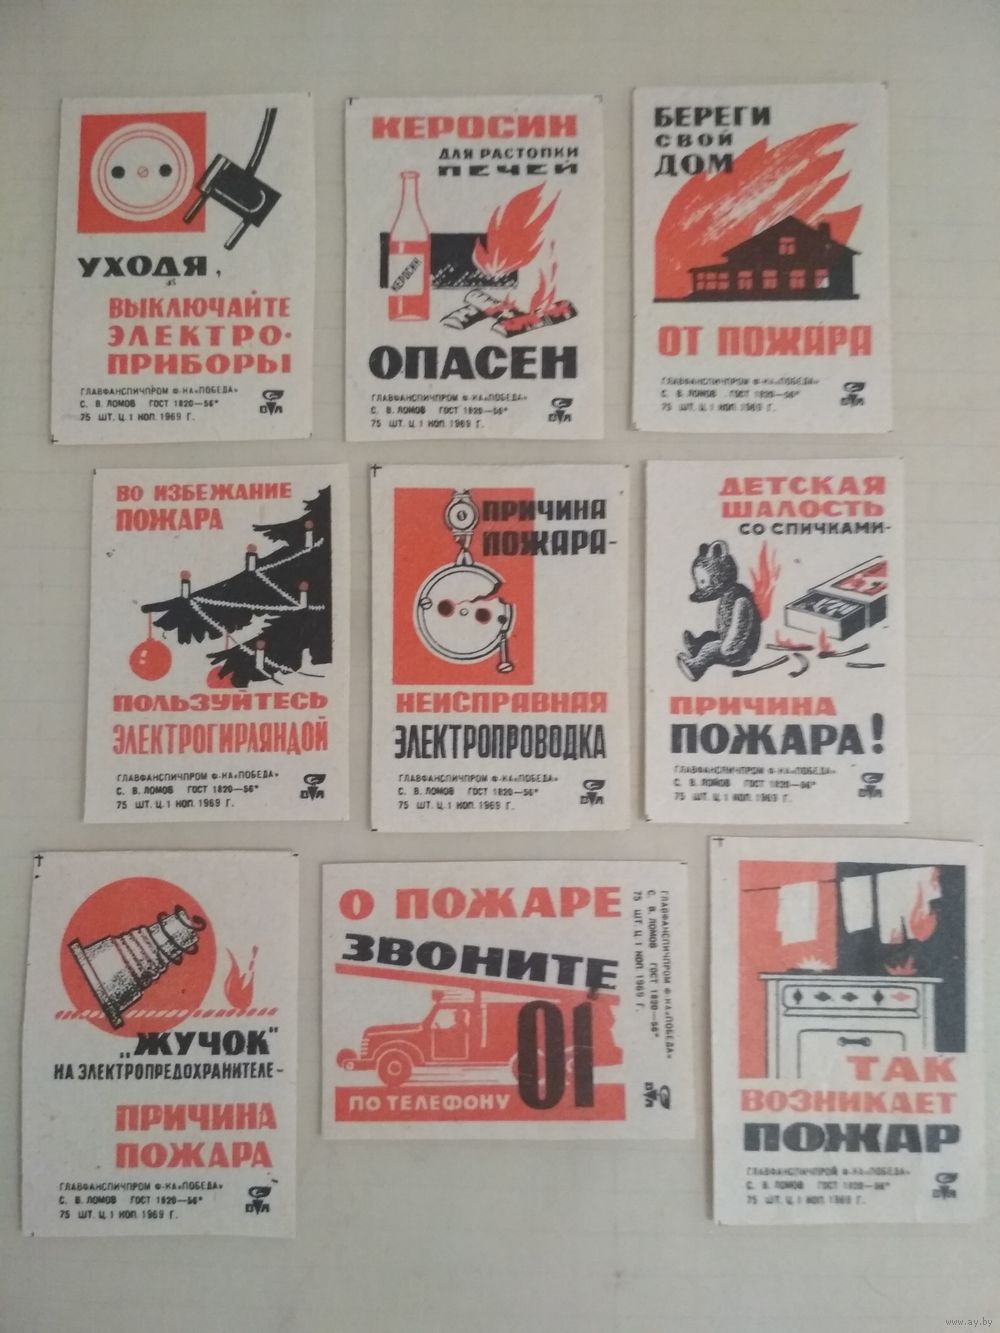 УХОДЯ,
ВЫКЛЮЧАЙТЕ
ЭЛЕКТРО-
ПРИБОРЫ
ГЛАВФАНСПИЧПРОМ Ф-КА«ПОБЕДА»
С. В. ЛОМОВ ГОСТ 1820—56*
75 ШТ. Ц. 1 КОП. 1969 Г.
КЕРОСИН
ДЛЯ РАСТОПКИ
ПЕЧЕЙ
КЕРОСИН
ОПАСЕН
ГЛАВФАНСПИЧПРОМ Ф-КА«ПОБЕДА»
С. В. ЛОМОВ ГОСТ 1820—56*
75 ШТ. Ц. 1 КОП. 1969 Г.
БЕРЕГИ
СВОЙ
ДОМ
ОТ ПОЖАРА
ГЛАВФАНСПИЧПРОМ Ф-КА«ПОБЕДА»
С. В. ЛОМОВ ГОСТ 1820—56*
75 ШТ. Ц. 1 КОП. 1969 Г.
ВО ИЗБЕЖАНИЕ
ПОЖАРА
ПОЛЬЗУЙТЕСЬ
ЭЛЕКТРОГИРЛЯНДОЙ
ГЛАВФАНСПИЧПРОМ Ф-КА«ПОБЕДА»
С. В. ЛОМОВ ГОСТ 1820—56*
75 ШТ. Ц. 1 КОП. 1969 Г.
ПРИЧИНА
ПОЖАРА-
НЕИСПРАВНАЯ
ЭЛЕКТРОПРОВОДКА
ГЛАВФАНСПИЧПРОМ Ф-КА«ПОБЕДА»
С. В. ЛОМОВ ГОСТ 1820—56*
75 ШТ. Ц. 1 КОП. 1969 Г.
ДЕТСКАЯ
ШАЛОСТЬ
СО СПИЧКАМИ-
ПРИЧИНА
ПОЖАРА!
ГЛАВФАНСПИЧПРОМ Ф-КА«ПОБЕДА»
С. В. ЛОМОВ ГОСТ 1820—56*
75 ШТ. Ц. 1 КОП. 1969 Г.
„ЖУЧОК"
НА ЭЛЕКТРОПРЕДОХРАНИТЕЛЕ-
ПРИЧИНА
ПОЖАРА
ГЛАВФАНСПИЧПРОМ Ф-КА«ПОБЕДА»
С. В. ЛОМОВ ГОСТ 1820—56*
75 ШТ. Ц. 1 КОП. 1969 Г.
О ПОЖАРЕ
ЗВОНИТЕ
ПО ТЕЛЕФОНУ 01
ГЛАВФАНСПИЧПРОМ Ф-КА«ПОБЕДА»
С. В. ЛОМОВ ГОСТ 1820—56*
75 ШТ. Ц. 1 КОП. 1969 Г.
ТАК
ВОЗНИКАЕТ
ПОЖАР
ГЛАВФАНСПИЧПРОМ Ф-КА«ПОБЕДА»
С. В. ЛОМОВ ГОСТ 1820—56*
75 ШТ. Ц. 1 КОП. 1969 Г.
www.ay.by